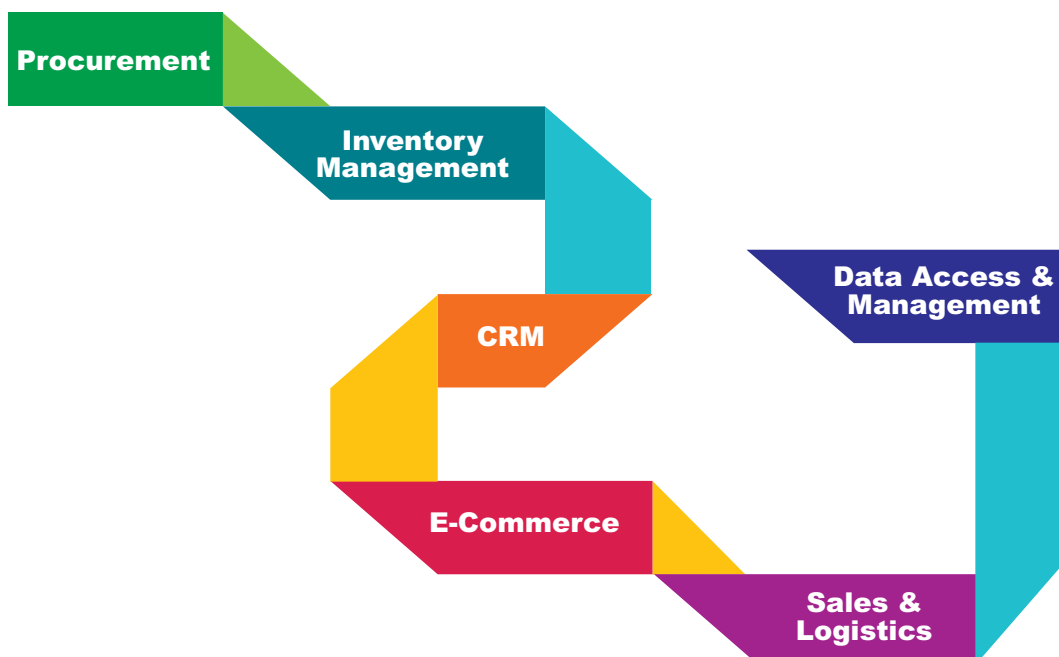 Procurement
Inventory
Management
CRM
E-Commerce
Sales &
Logistics
Data Access &
Management